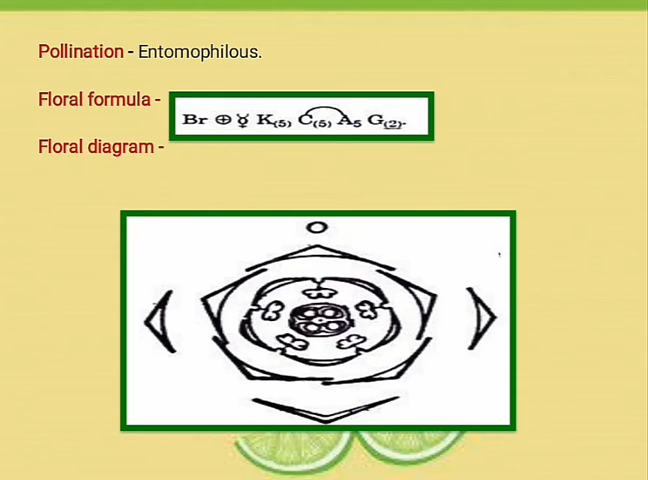 Pollination - Entomophilous.
Floral formula -
Br ⊕ ⚥ K(5) C(5) A5 G(2).
Floral diagram -